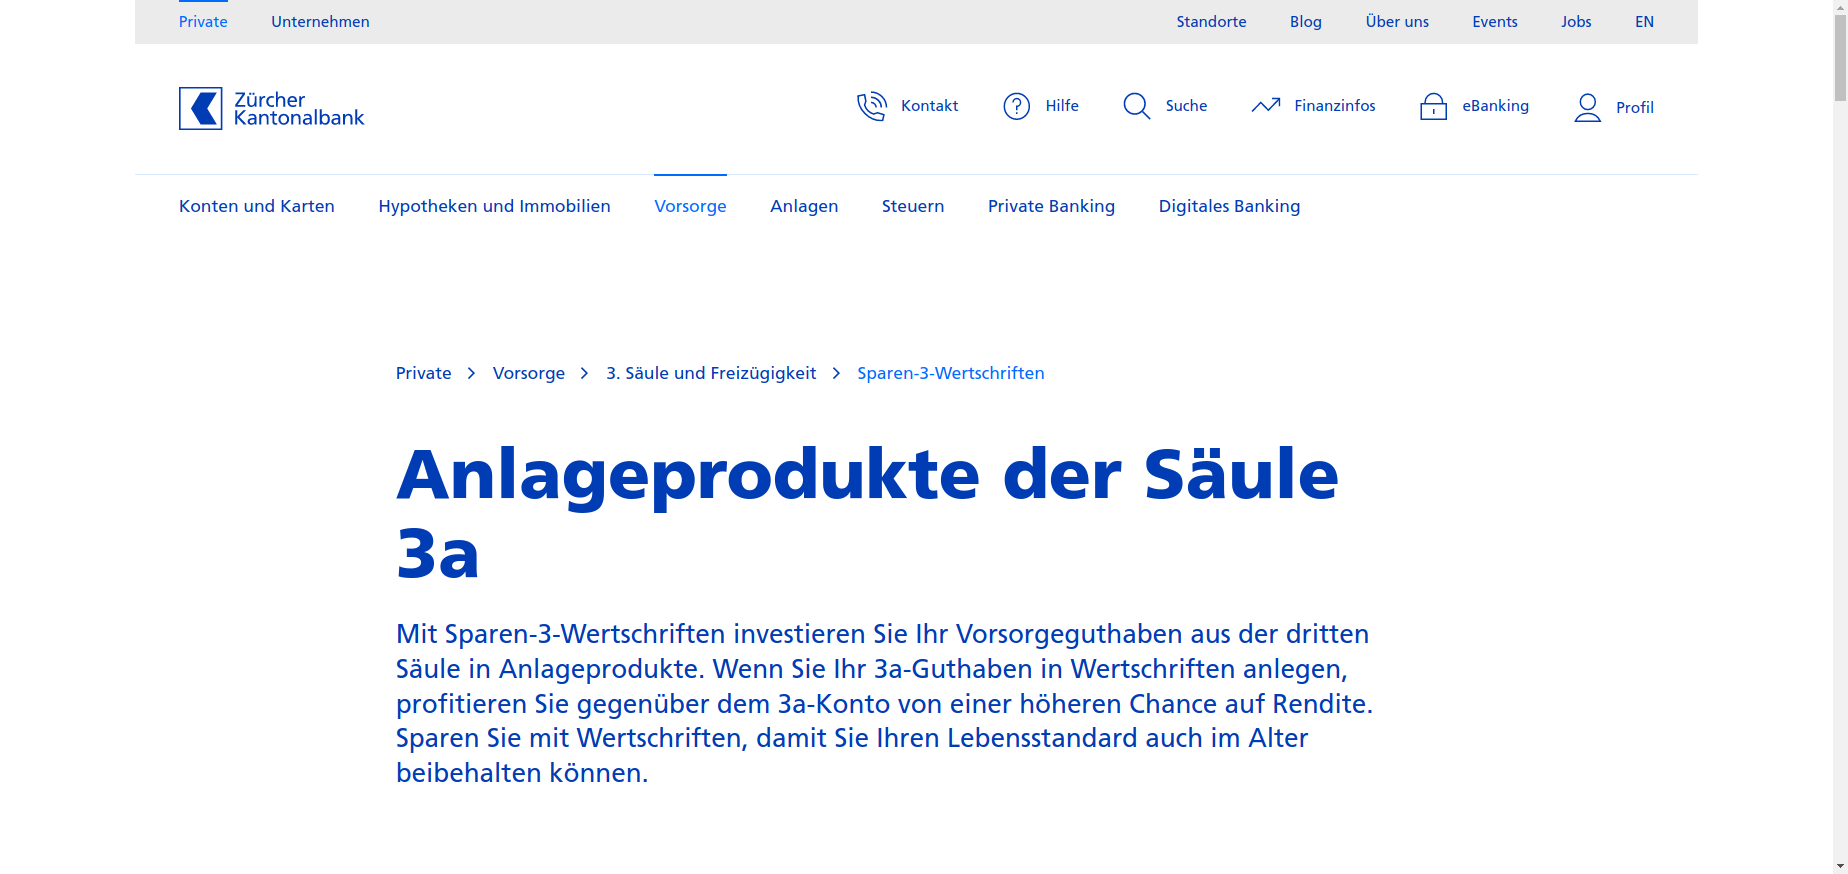 Private Unternehmen Standorte Blog Über uns Events Jobs EN
Zürcher
Kantonalbank
Kontakt Hilfe Suche Finanzinfos eBanking Profil
Konten und Karten Hypotheken und Immobilien Vorsorge Anlagen Steuern Private Banking Digitales Banking
Private Vorsorge 3. Säule und Freizügigkeit Sparen-3-Wertschriften
Anlageprodukte der Säule
3a
Mit Sparen-3-Wertschriften investieren Sie Ihr Vorsorgeguthaben aus der dritten
Säule in Anlageprodukte. Wenn Sie Ihr 3a-Guthaben in Wertschriften anlegen,
profitieren Sie gegenüber dem 3a-Konto von einer höheren Chance auf Rendite.
Sparen Sie mit Wertschriften, damit Sie Ihren Lebensstandard auch im Alter
beibehalten können.